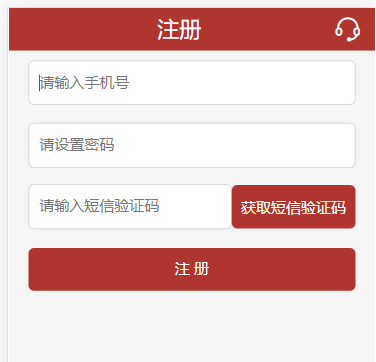 注册
请输入手机号
请设置密码
请输入短信验证码
获取短信验证码
注 册